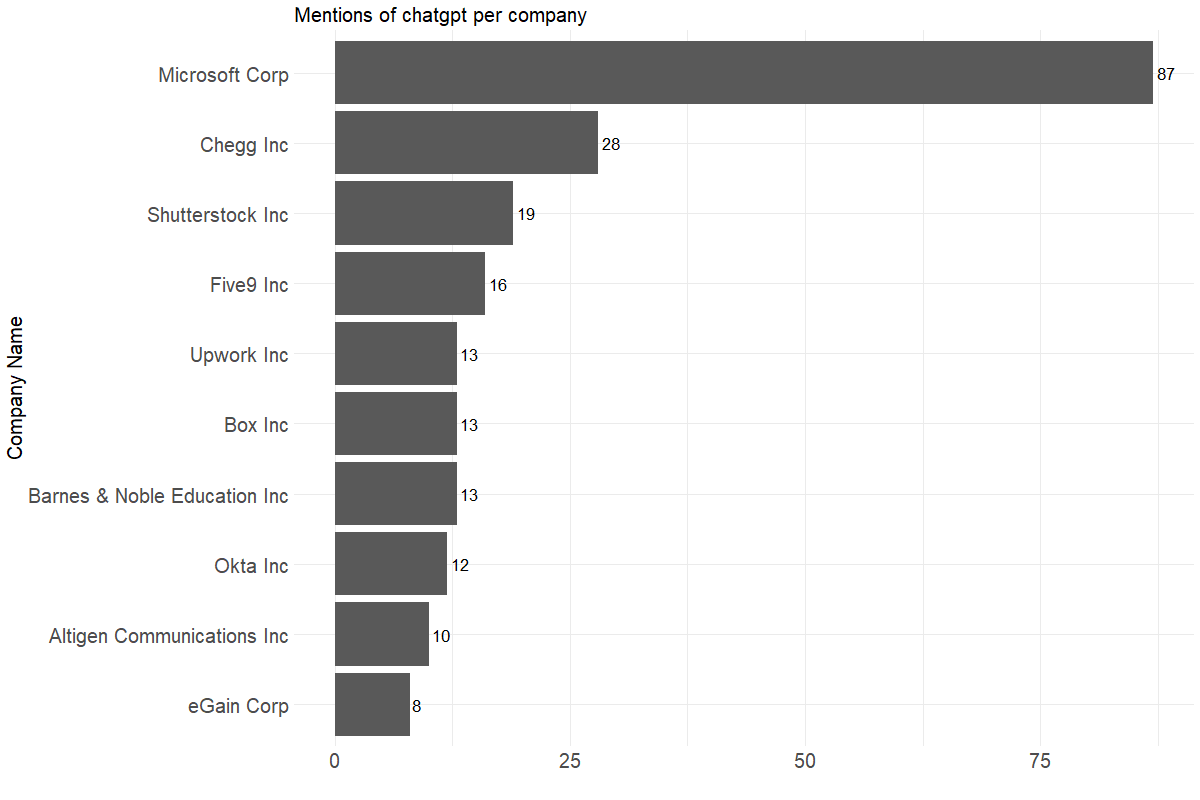 Mentions of chatgpt per company
Company Name
Microsoft Corp 87
Chegg Inc 28
Shutterstock Inc 19
Five9 Inc 16
Upwork Inc 13
Box Inc 13
Barnes & Noble Education Inc 13
Okta Inc 12
Altigen Communications Inc 10
eGain Corp 8
0 25 50 75